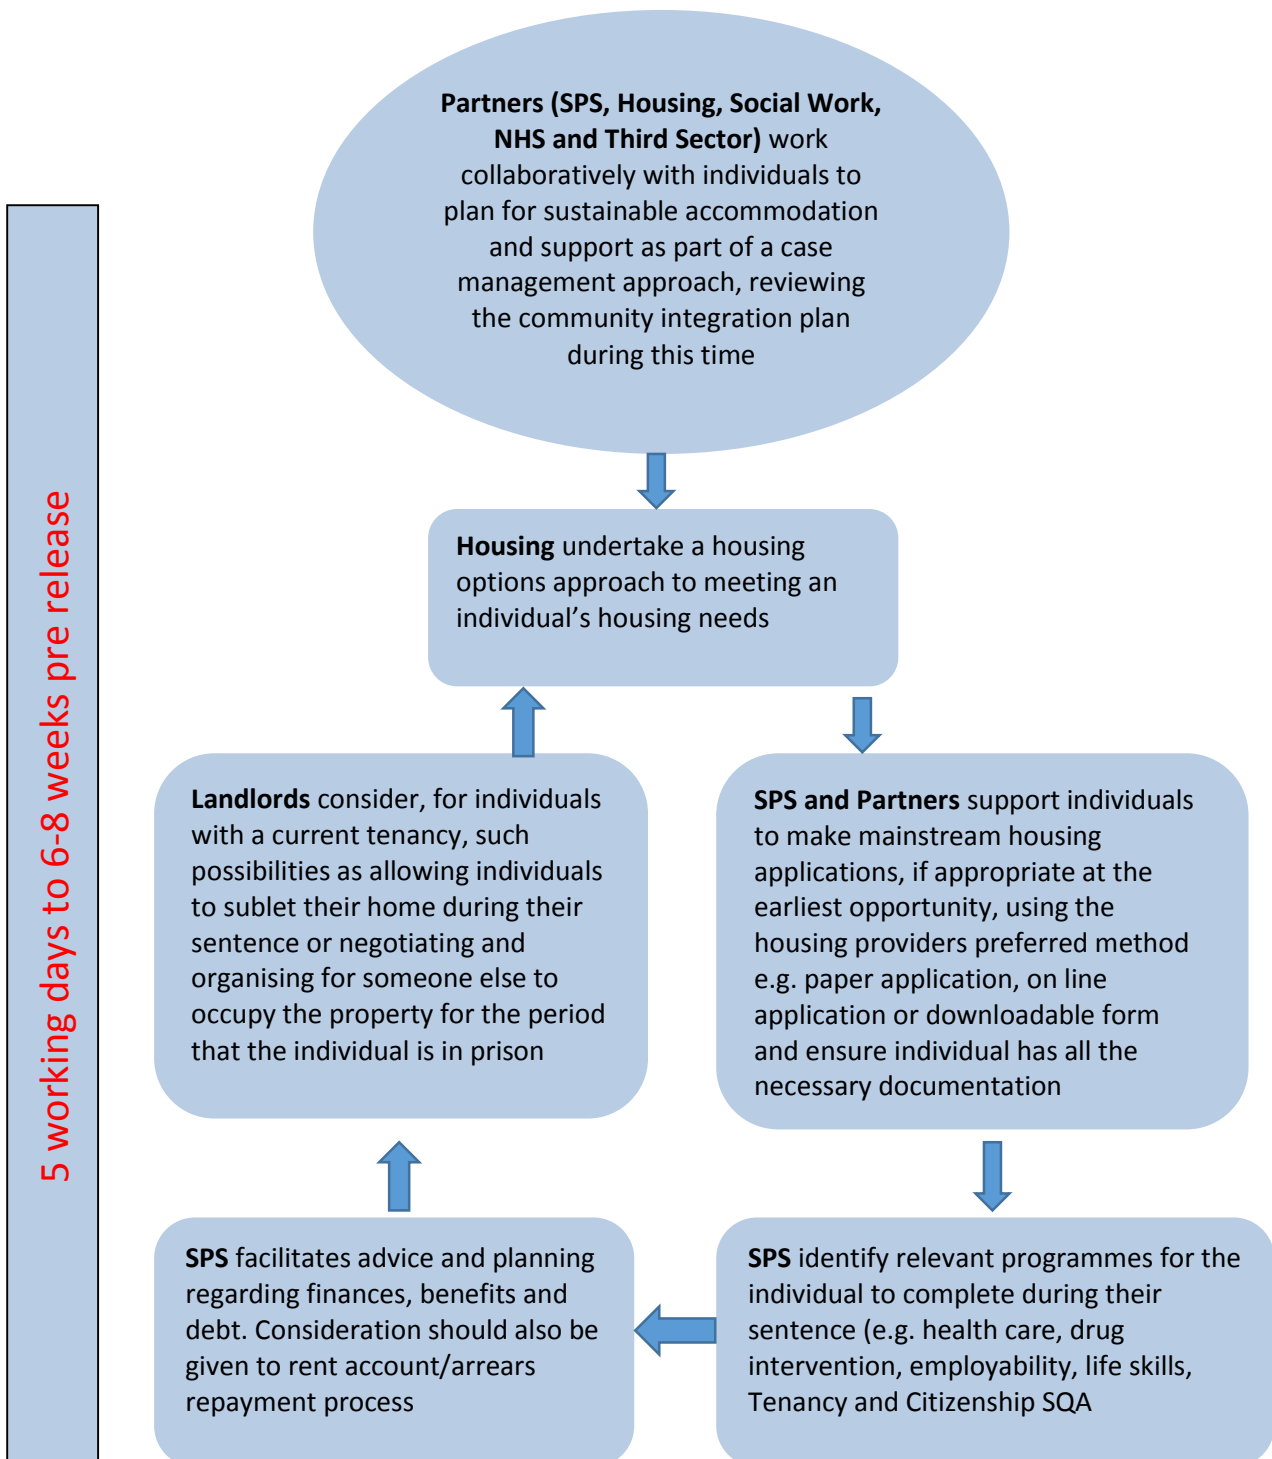 5 working days to 6-8 weeks pre release
Partners (SPS, Housing, Social Work,
NHS and Third Sector) work
collaboratively with individuals to
plan for sustainable accommodation
and support as part of a case
management approach, reviewing
the community integration plan
during this time
Housing undertake a housing
options approach to meeting an
individual’s housing needs
Landlords consider, for individuals
with a current tenancy, such
possibilities as allowing individuals
to sublet their home during their
sentence or negotiating and
organising for someone else to
occupy the property for the period
that the individual is in prison
SPS and Partners support individuals
to make mainstream housing
applications, if appropriate at the
earliest opportunity, using the
housing providers preferred method
e.g. paper application, on line
application or downloadable form
and ensure individual has all the
necessary documentation
SPS facilitates advice and planning
regarding finances, benefits and
debt. Consideration should also be
given to rent account/arrears
repayment process
SPS identify relevant programmes for the
individual to complete during their
sentence (e.g. health care, drug
intervention, employability, life skills,
Tenancy and Citizenship SQA